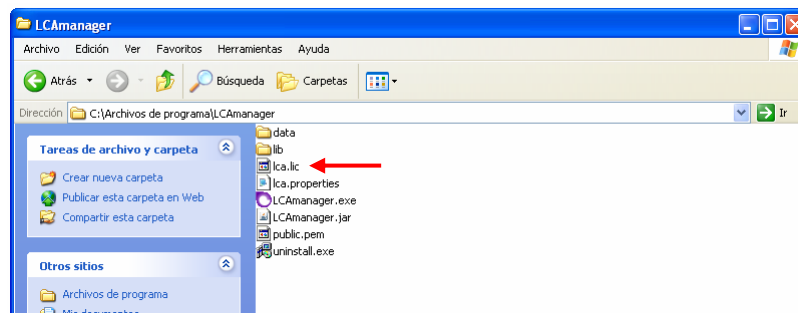 LCAmanager
Archivo Edición Ver Favoritos Herramientas Ayuda
Atrás Búsqueda Carpetas
Dirección C:\Archivos de programa\LCAmanager Ir
Tareas de archivo y carpeta
Crear nueva carpeta
Publicar esta carpeta en Web
Compartir esta carpeta
Otros sitios
Archivos de programa
Mis documentos
data
lib
lca.lic
lca.properties
LCAmanager.exe
LCAmanager.jar
public.pem
uninstall.exe